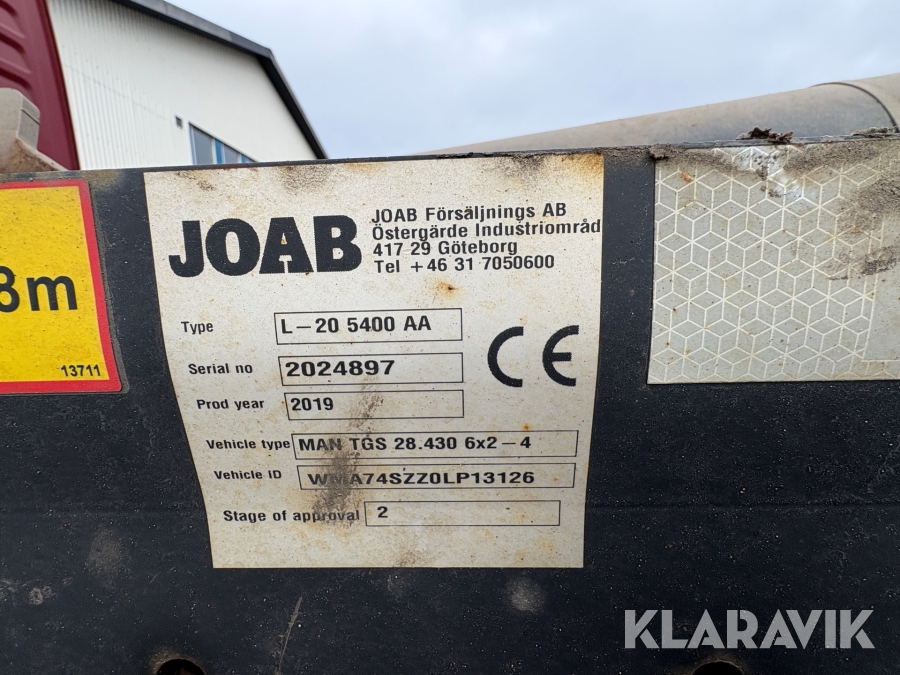 JOAB
JOAB Försäljnings AB
Östergärde Industriområd
417 29 Göteborg
Tel +46 31 7050600
Type L-20 5400 AA
Serial no 2024897
Prod year 2019
Vehicle type MAN TGS 28.430 6x2-4
Vehicle ID WMA74SZZ0LP13126
Stage of approval 2
CE
8m
13711
KLARAVIK